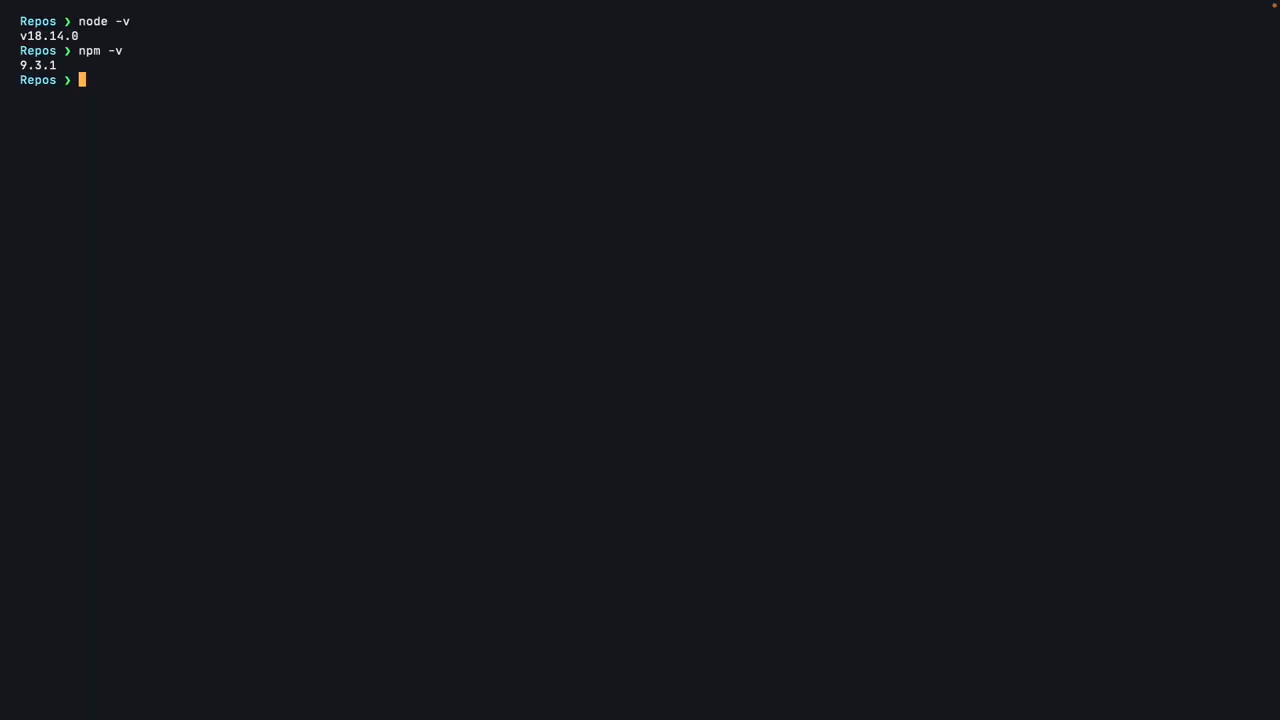 Repos ❯ node -v
v18.14.0
Repos ❯ npm -v
9.3.1
Repos ❯